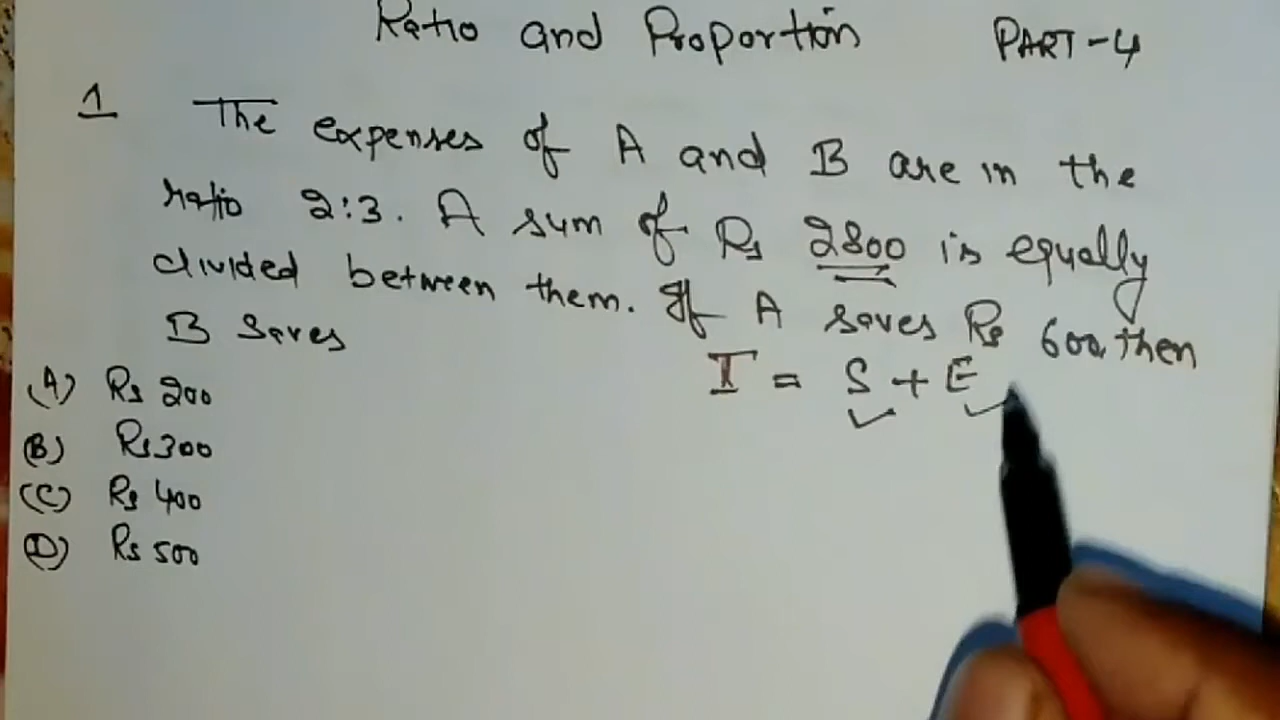 Ratio and Proportion PART-4
1 The expenses of A and B are in the
ratio 2:3. A sum of Rs 2800 is equally
divided between them. If A saves Rs 600, then
B saves
I = S + E
(A) Rs 200
(B) Rs 300
(C) Rs 400
(D) Rs 500